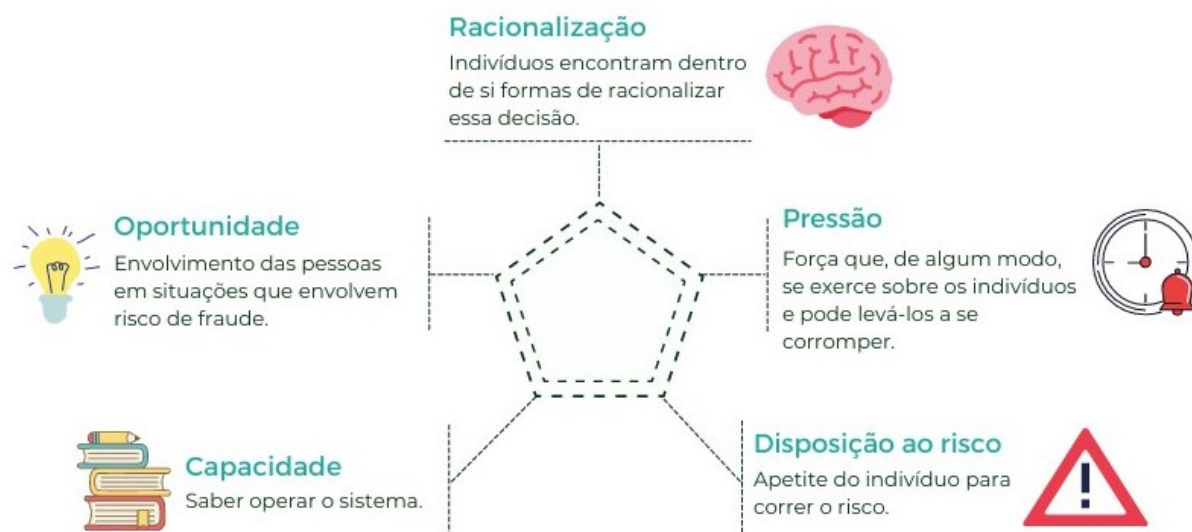 Racionalização
Indivíduos encontram dentro
de si formas de racionalizar
essa decisão.
Oportunidade
Envolvimento das pessoas
em situações que envolvem
risco de fraude.
Pressão
Força que, de algum modo,
se exerce sobre os indivíduos
e pode levá-los a se
corromper.
Capacidade
Saber operar o sistema.
Disposição ao risco
Apetite do indivíduo para
correr o risco.